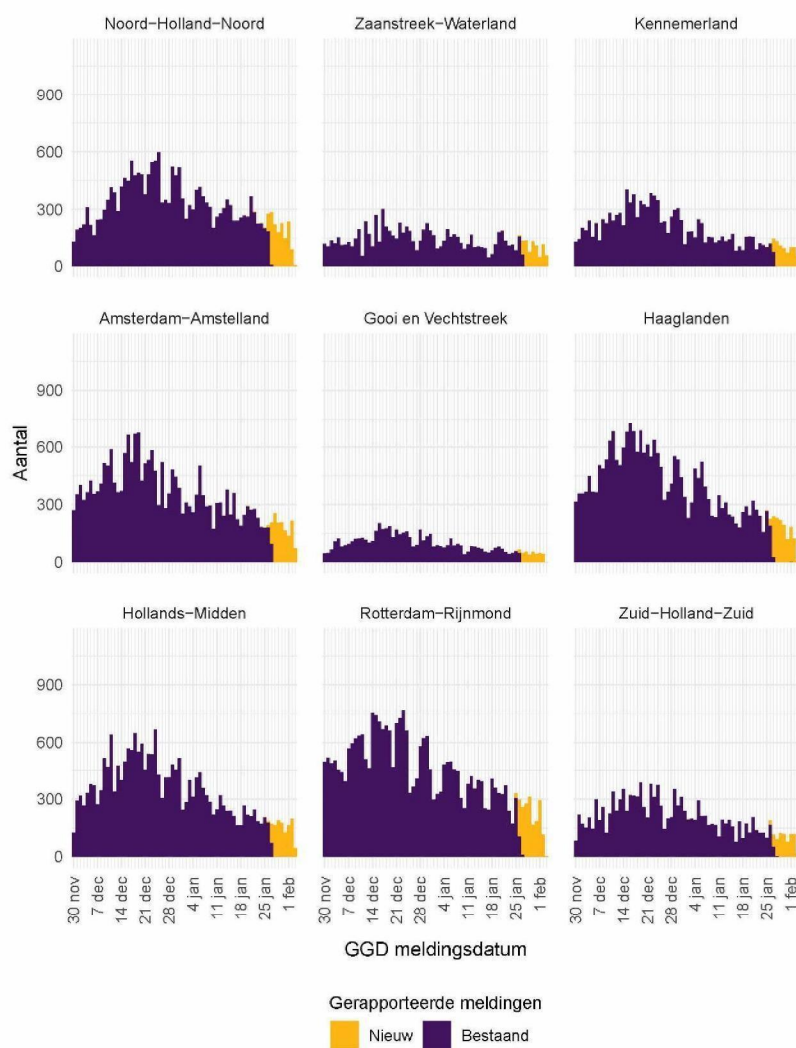 Noord-Holland-Noord Zaanstreek-Waterland Kennemerland
900
600
300
0
Amsterdam-Amstelland Gooi en Vechtstreek Haaglanden
900
600
300
0
Hollands-Midden Rotterdam-Rijnmond Zuid-Holland-Zuid
900
600
300
0
Aantal
30 nov 7 dec 14 dec 21 dec 28 dec 4 jan 11 jan 18 jan 25 jan 1 feb 30 nov 7 dec 14 dec 21 dec 28 dec 4 jan 11 jan 18 jan 25 jan 1 feb 30 nov 7 dec 14 dec 21 dec 28 dec 4 jan 11 jan 18 jan 25 jan 1 feb
GGD meldingsdatum
Gerapporteerde meldingen
Nieuw Bestaand